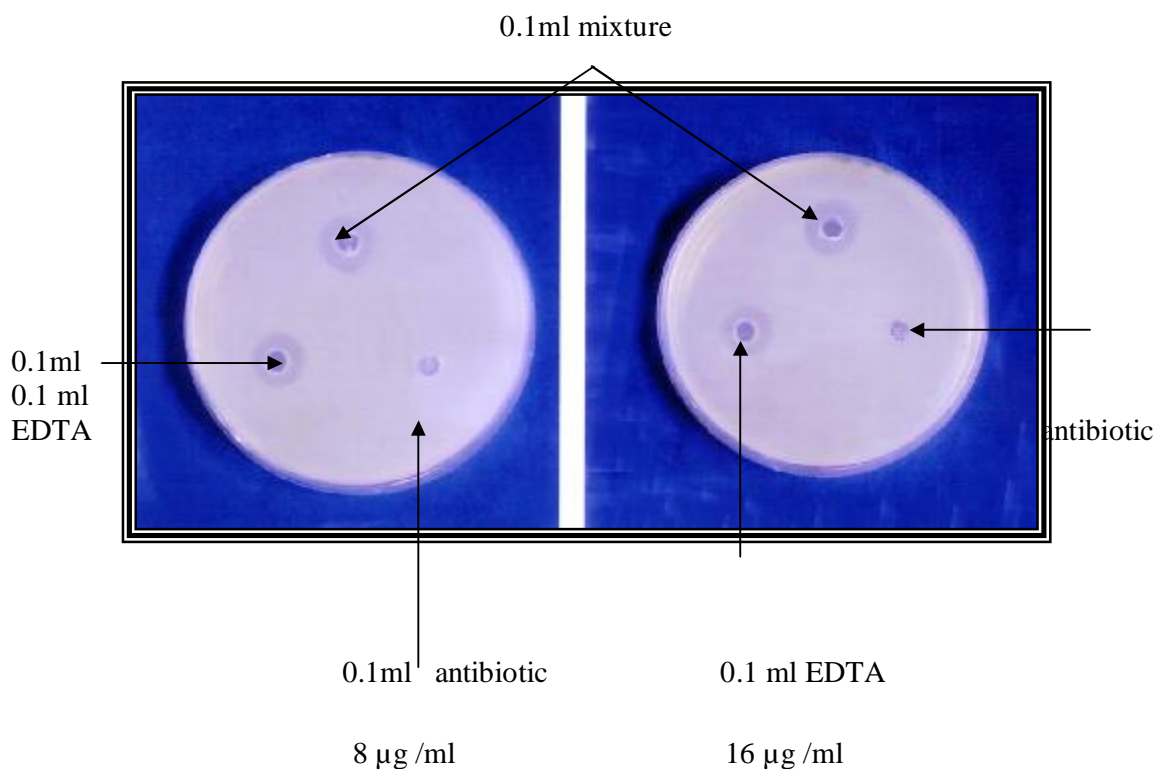 0.1ml mixture
0.1ml
0.1 ml
EDTA
antibiotic
0.1ml antibiotic
0.1 ml EDTA
8 µg /ml
16 µg /ml